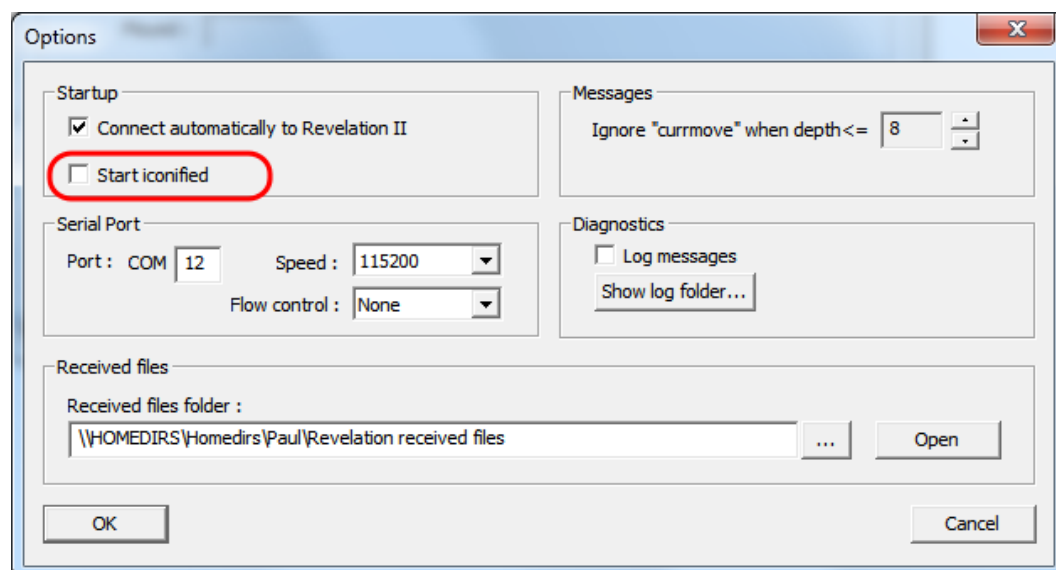 Options
Startup
Connect automatically to Revelation II
Start iconified
Messages
Ignore "currmove" when depth<= 8
Serial Port
Port : COM 12 Speed : 115200
Flow control : None
Diagnostics
Log messages
Show log folder...
Received files
Received files folder :
\\HOMEDIRS\Homedirs\Paul\Revelation received files ... Open
OK Cancel